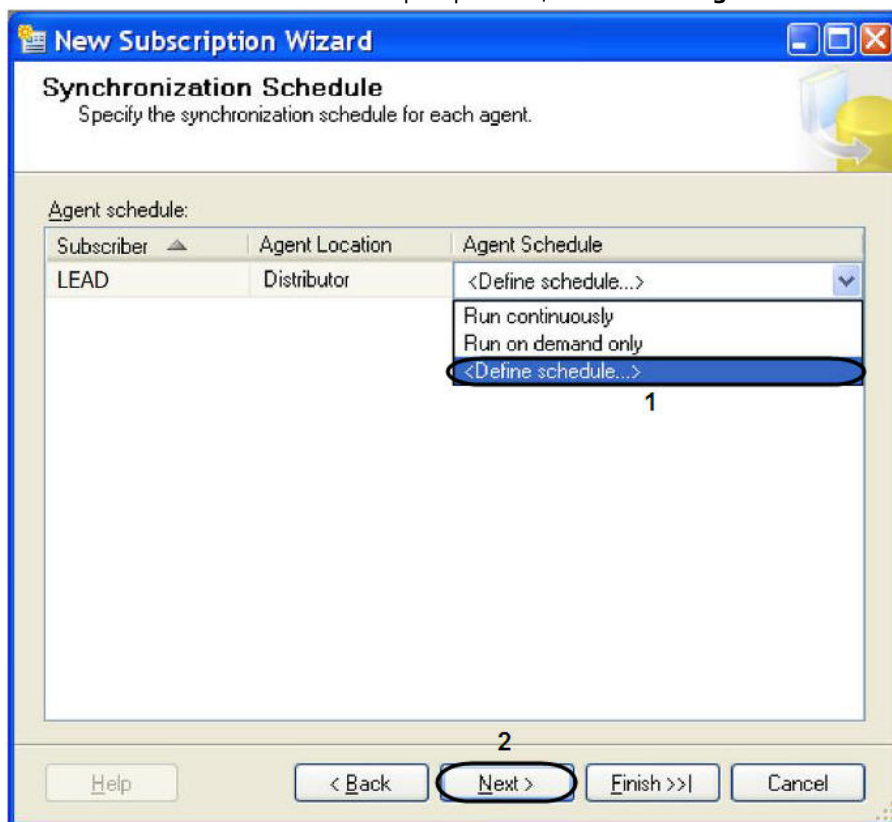 New Subscription Wizard
Synchronization Schedule
Specify the synchronization schedule for each agent.
Agent schedule:
Subscriber Agent Location Agent Schedule
LEAD Distributor <Define schedule...>
Run continuously
Run on demand only
<Define schedule...>
1
2
Help < Back Next > Finish >>| Cancel